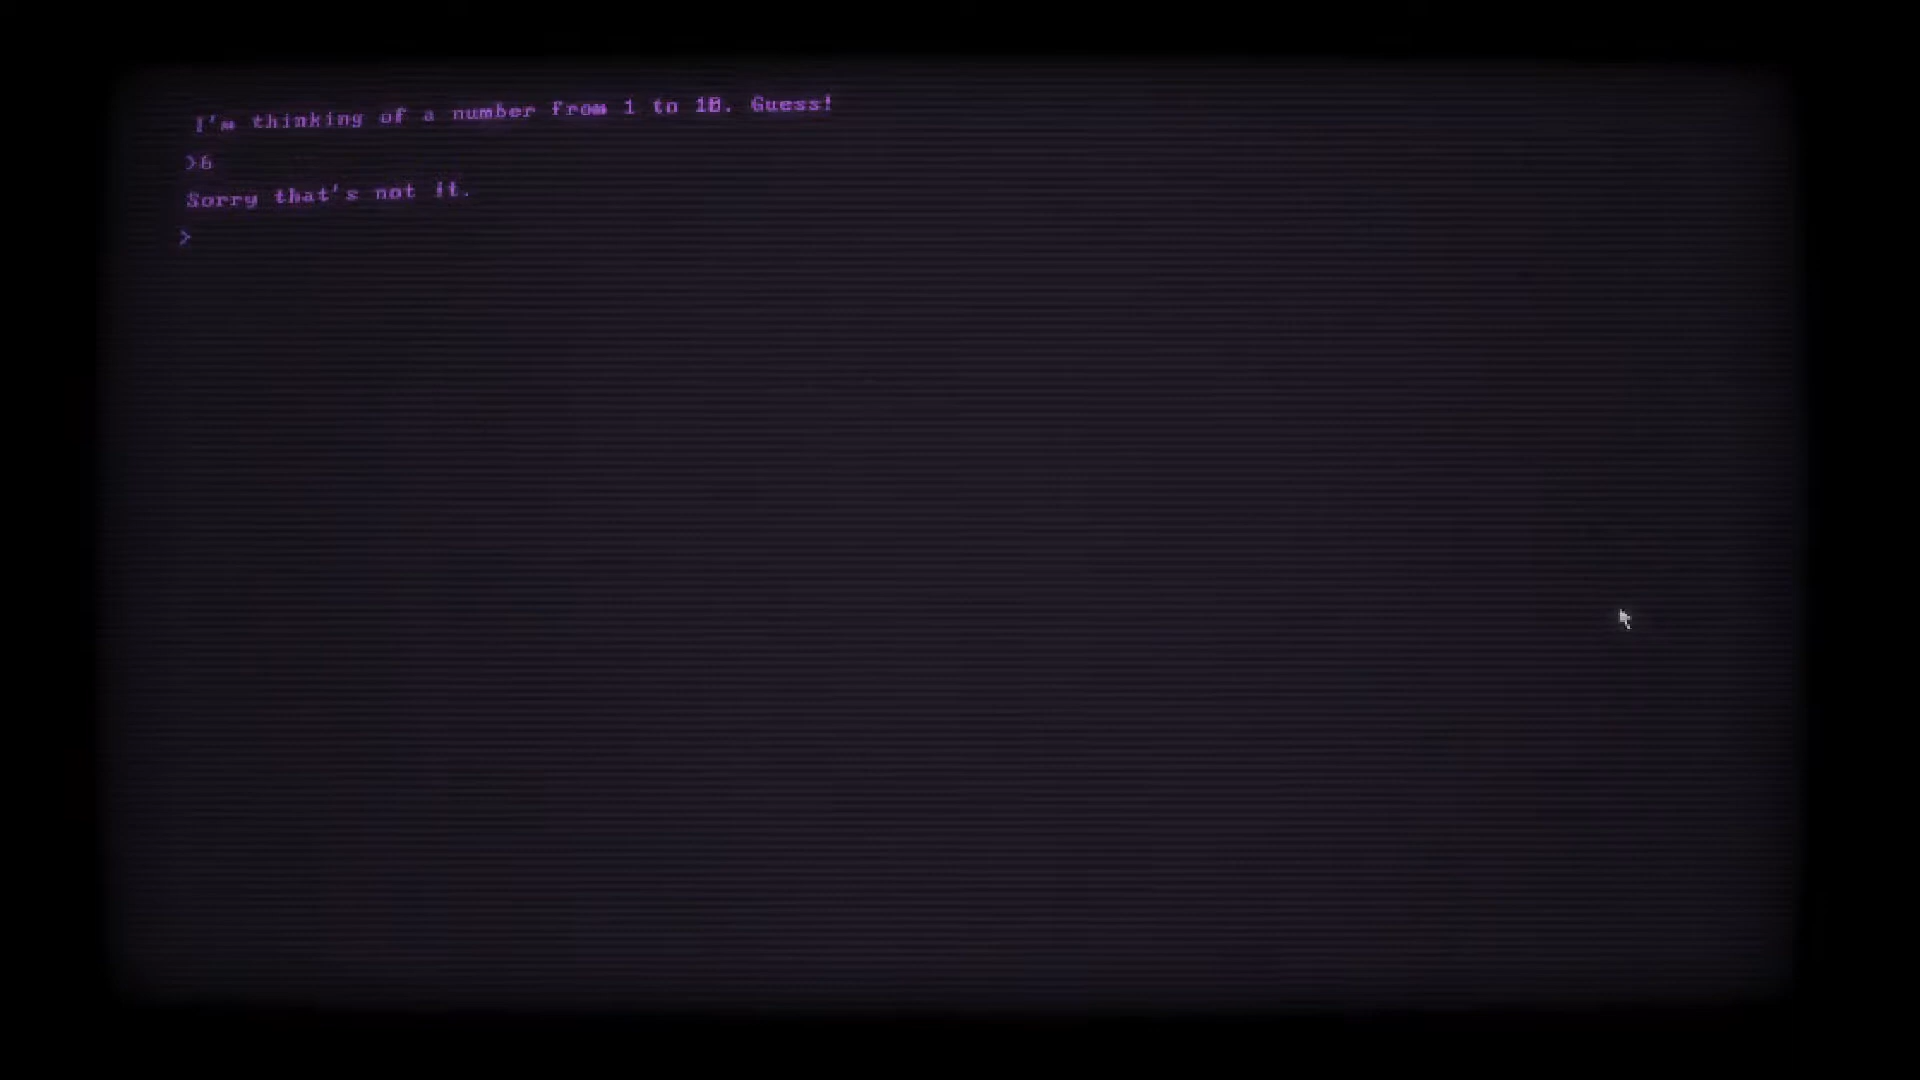 I'm thinking of a number from 1 to 10. Guess!
>6
Sorry that's not it.
>